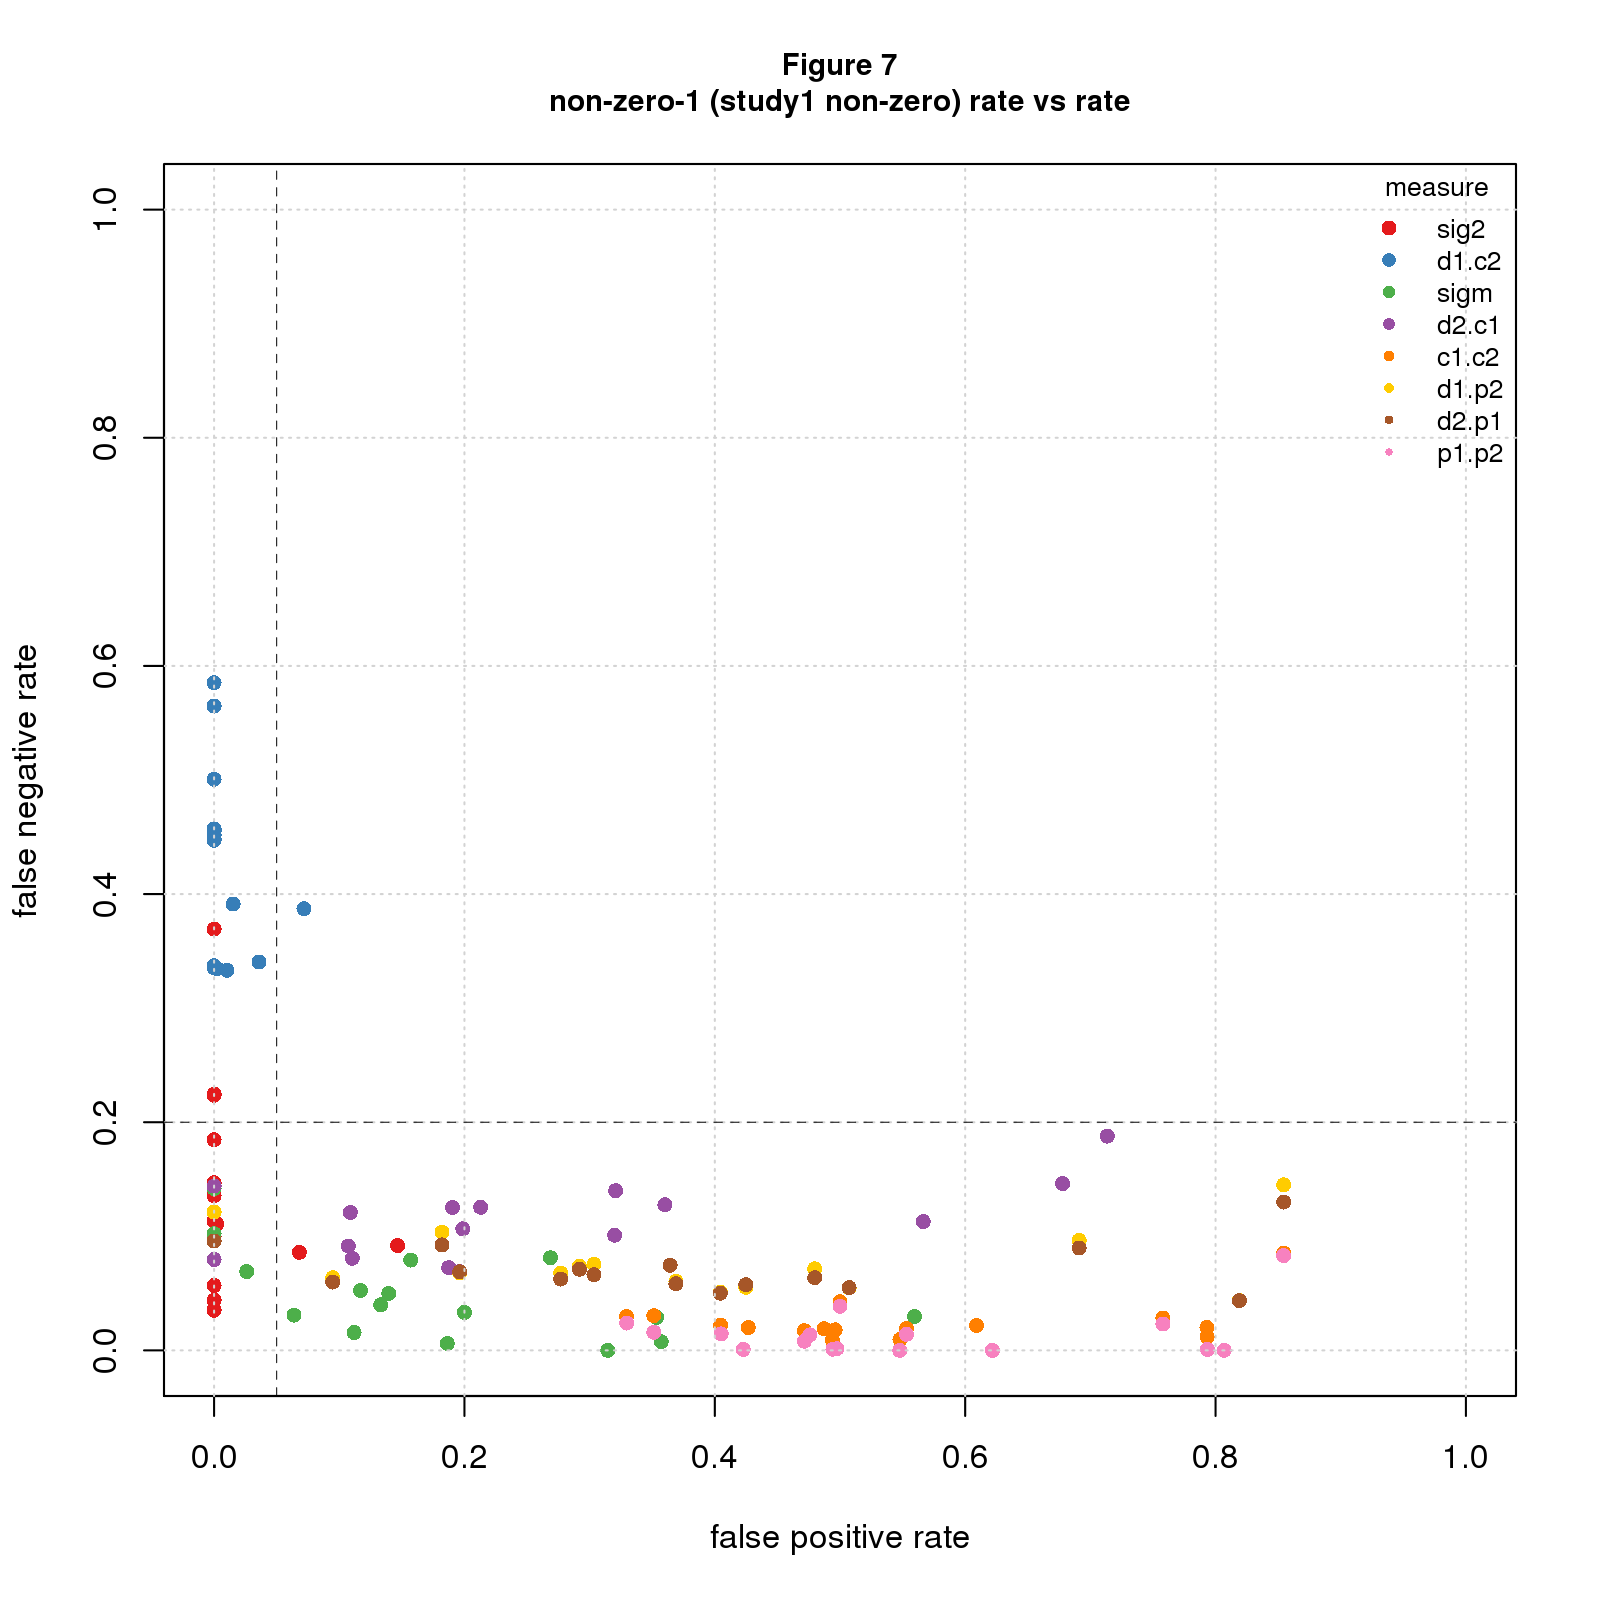 Figure 7
non-zero-1 (study1 non-zero) rate vs rate
measure
sig2
d1.c2
sigm
d2.c1
c1.c2
d1.p2
d2.p1
p1.p2
false negative rate
1.0
0.8
0.6
0.4
0.2
0.0
0.0 0.2 0.4 0.6 0.8 1.0
false positive rate